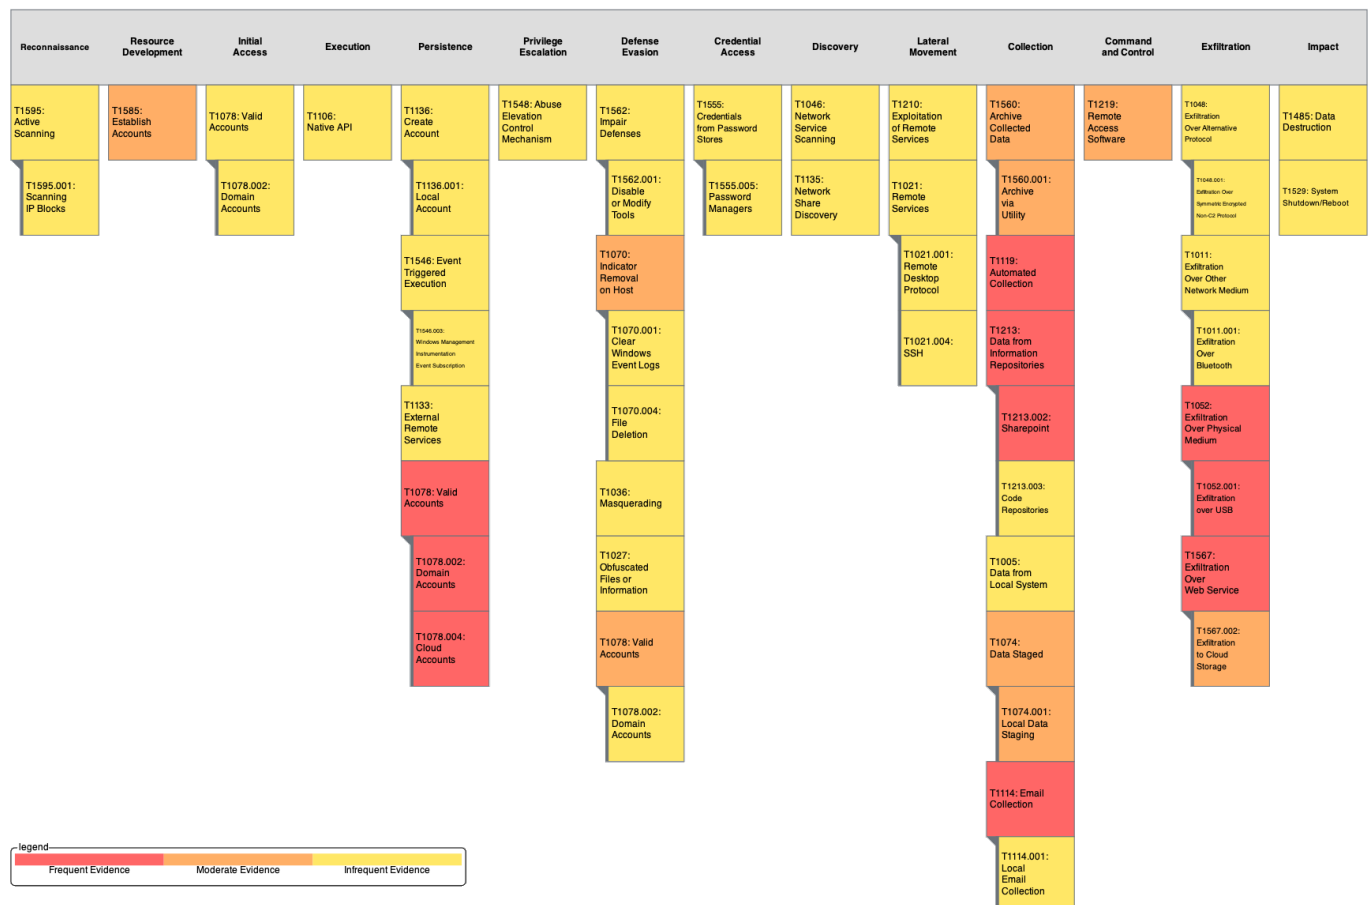 Reconnaissance
Resource
Development
Initial
Access
Execution
Persistence
Privilege
Escalation
Defense
Evasion
Credential
Access
Discovery
Lateral
Movement
Collection
Command
and Control
Exfiltration
Impact
T1595:
Active
Scanning
T1595.001:
Scanning
IP Blocks
T1585:
Establish
Accounts
T1078: Valid
Accounts
T1078.002:
Domain
Accounts
T1106:
Native API
T1136:
Create
Account
T1136.001:
Local
Account
T1546: Event
Triggered
Execution
T1546.003:
Windows Management
Instrumentation
Event Subscription
T1133:
External
Remote
Services
T1078: Valid
Accounts
T1078.002:
Domain
Accounts
T1078.004:
Cloud
Accounts
T1548: Abuse
Elevation
Control
Mechanism
T1562:
Impair
Defenses
T1562.001:
Disable
or Modify
Tools
T1070:
Indicator
Removal
on Host
T1070.001:
Clear
Windows
Event Logs
T1070.004:
File
Deletion
T1036:
Masquerading
T1027:
Obfuscated
Files or
Information
T1078: Valid
Accounts
T1078.002:
Domain
Accounts
T1555:
Credentials
from Password
Stores
T1555.005:
Password
Managers
T1046:
Network
Service
Scanning
T1135:
Network
Share
Discovery
T1210:
Exploitation
of Remote
Services
T1021:
Remote
Services
T1021.001:
Remote
Desktop
Protocol
T1021.004:
SSH
T1560:
Archive
Collected
Data
T1560.001:
Archive
via
Utility
T1119:
Automated
Collection
T1213:
Data from
Information
Repositories
T1213.002:
Sharepoint
T1213.003:
Code
Repositories
T1005:
Data from
Local System
T1074:
Data Staged
T1074.001:
Local Data
Staging
T1114: Email
Collection
T1114.001:
Local
Email
Collection
T1219:
Remote
Access
Software
T1048:
Exfiltration
Over Alternative
Protocol
T1048.001:
Exfiltration Over
Symmetric Encrypted
Non-C2 Protocol
T1011:
Exfiltration
Over Other
Network Medium
T1011.001:
Exfiltration
Over
Bluetooth
T1052:
Exfiltration
Over Physical
Medium
T1052.001:
Exfiltration
over USB
T1567:
Exfiltration
Over
Web Service
T1567.002:
Exfiltration
to Cloud
Storage
T1485: Data
Destruction
T1529: System
Shutdown/Reboot
legend
Frequent Evidence
Moderate Evidence
Infrequent Evidence